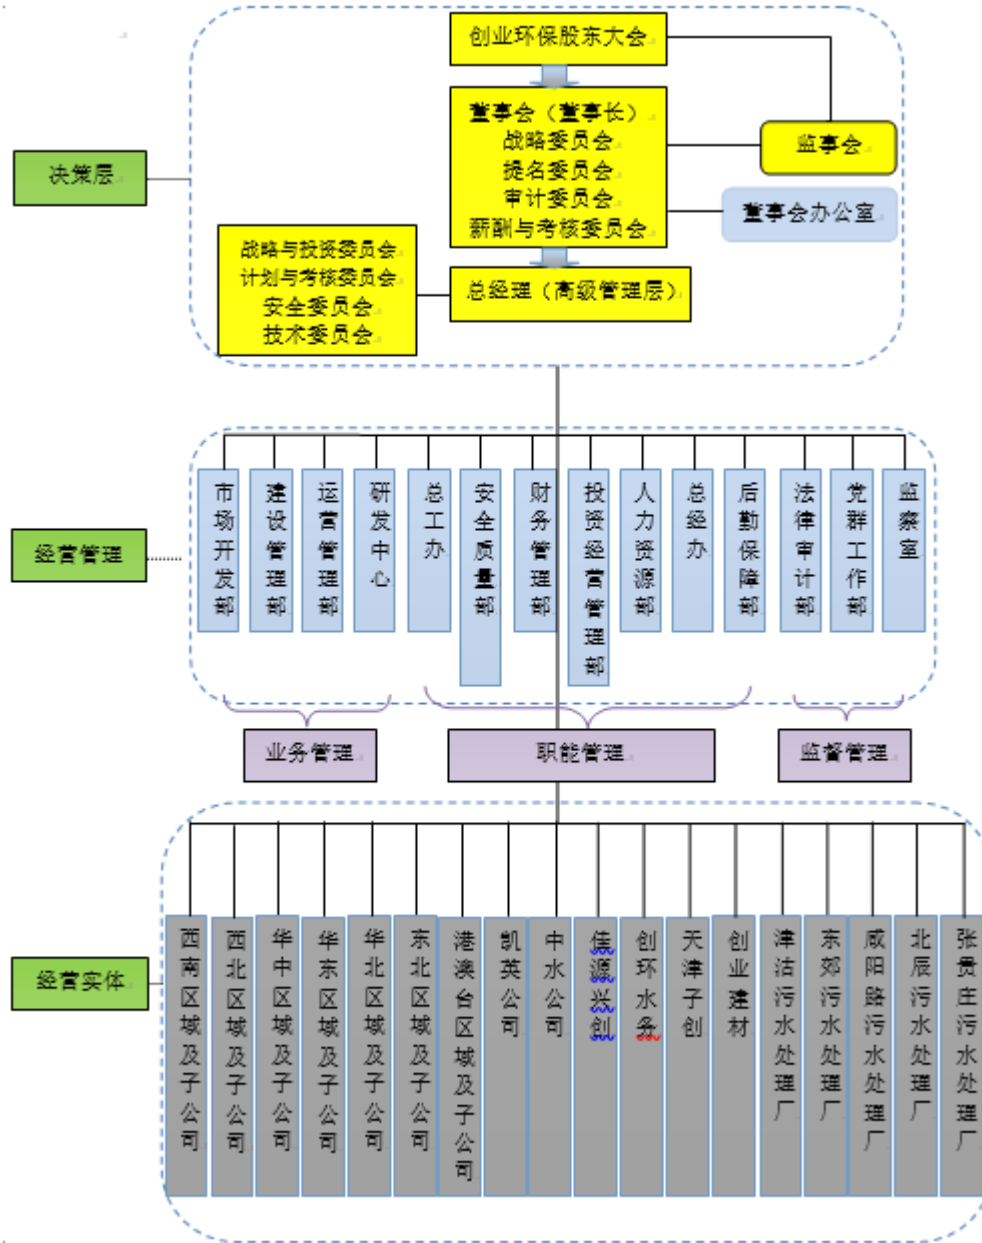 创业环保股东大会
董事会（董事长）
战略委员会
提名委员会
审计委员会
薪酬与考核委员会
监事会
董事会办公室
决策层
战略与投资委员会
计划与考核委员会
安全委员会
技术委员会
总经理（高级管理层）
经营管理
市场开发部
建设管理部
运营管理部
研发中心
总工办
安全质量部
财务管理部
投资经营管理部
人力资源部
总经办
后勤保障部
法律审计部
党群工作部
监察室
业务管理
职能管理
监督管理
经营实体
西南区域及子公司
西北区域及子公司
华中区域及子公司
华东区域及子公司
华北区域及子公司
东北区域及子公司
港澳台区域及子公司
凯英公司
中水公司
佳源兴创
创环水务
天津子创
创业建材
津沽污水处理厂
东郊污水处理厂
咸阳路污水处理厂
北辰污水处理厂
张贵庄污水处理厂